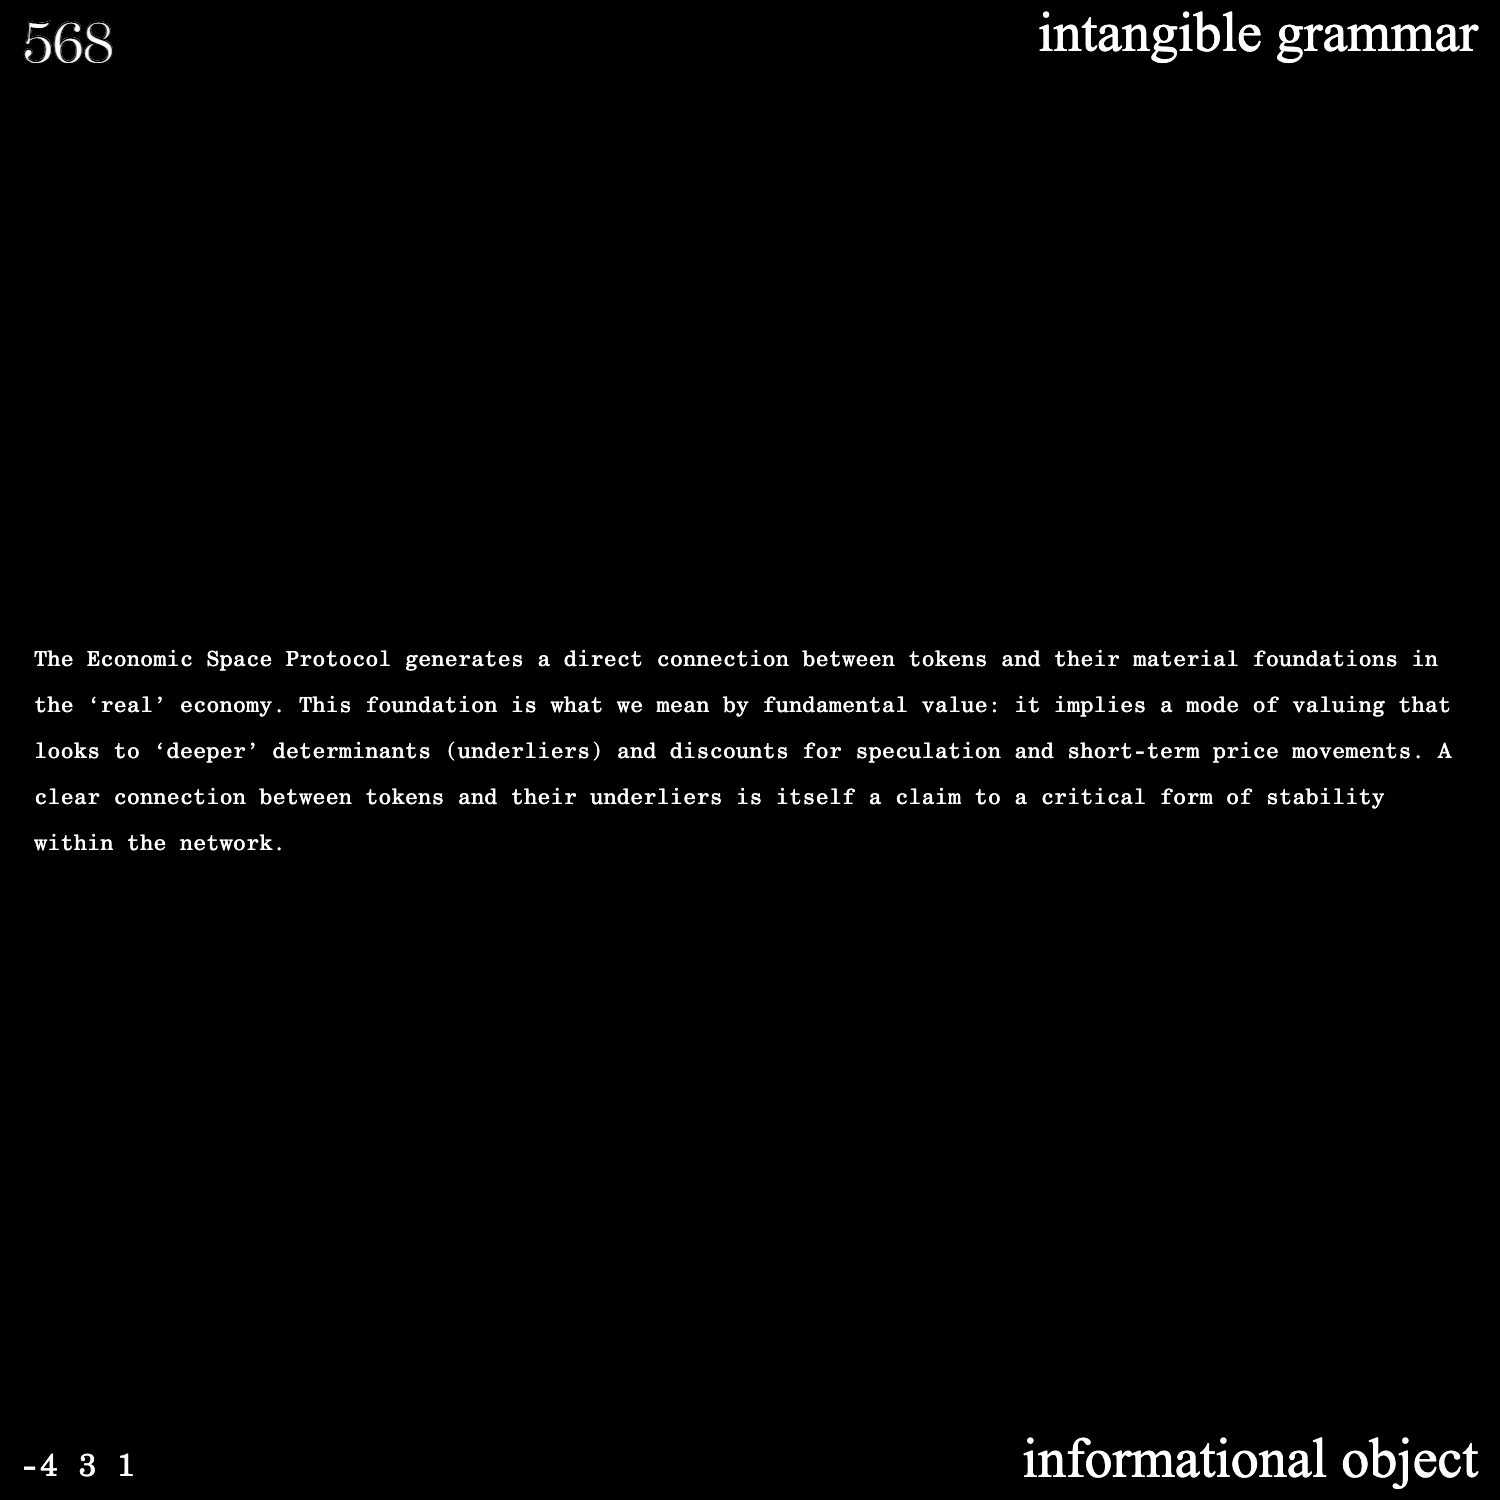 568
intangible grammar
The Economic Space Protocol generates a direct connection between tokens and their material foundations in
the ‘real’ economy. This foundation is what we mean by fundamental value: it implies a mode of valuing that
looks to ‘deeper’ determinants (underliers) and discounts for speculation and short-term price movements. A
clear connection between tokens and their underliers is itself a claim to a critical form of stability
within the network.
-4 3 1
informational object